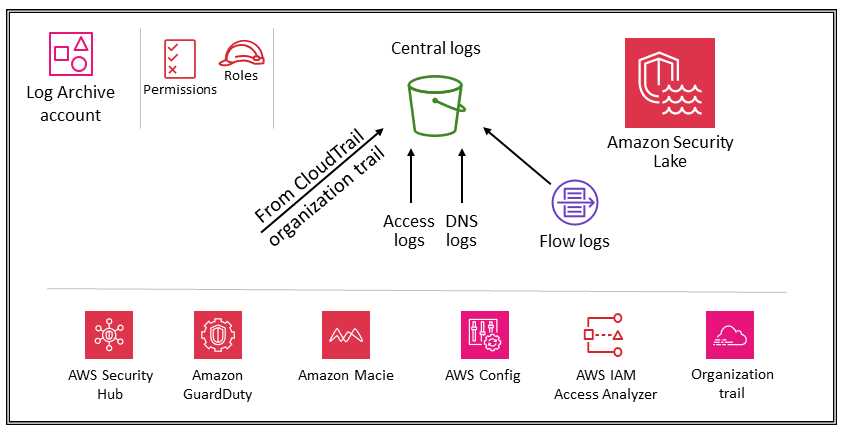 Log Archive
account
Permissions
Roles
Central logs
Amazon Security
Lake
From CloudTrail
organization trail
Access
logs
DNS
logs
Flow logs
AWS Security
Hub
Amazon
GuardDuty
Amazon Macie
AWS Config
AWS IAM
Access Analyzer
Organization
trail